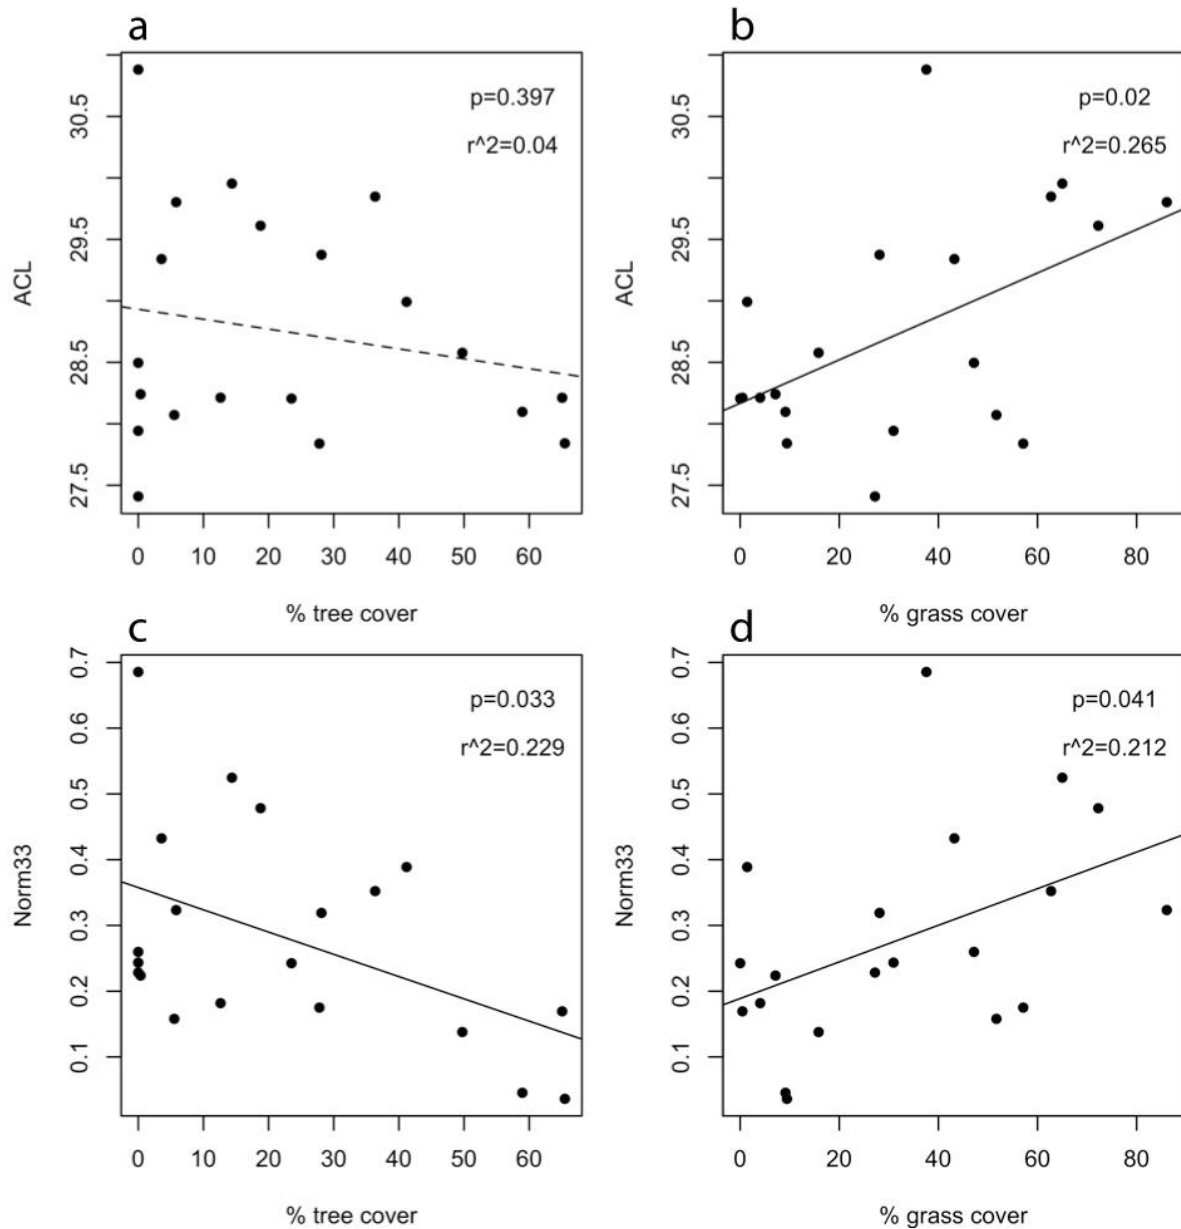 a
p=0.397
r^2=0.04
30.5
29.5
28.5
27.5
ACL
0 10 20 30 40 50 60
% tree cover
b
p=0.02
r^2=0.265
30.5
29.5
28.5
27.5
ACL
0 20 40 60 80
% grass cover
c
p=0.033
r^2=0.229
0.7
0.6
0.5
0.4
0.3
0.2
0.1
Norm33
0 10 20 30 40 50 60
% tree cover
d
p=0.041
r^2=0.212
0.7
0.6
0.5
0.4
0.3
0.2
0.1
Norm33
0 20 40 60 80
% grass cover